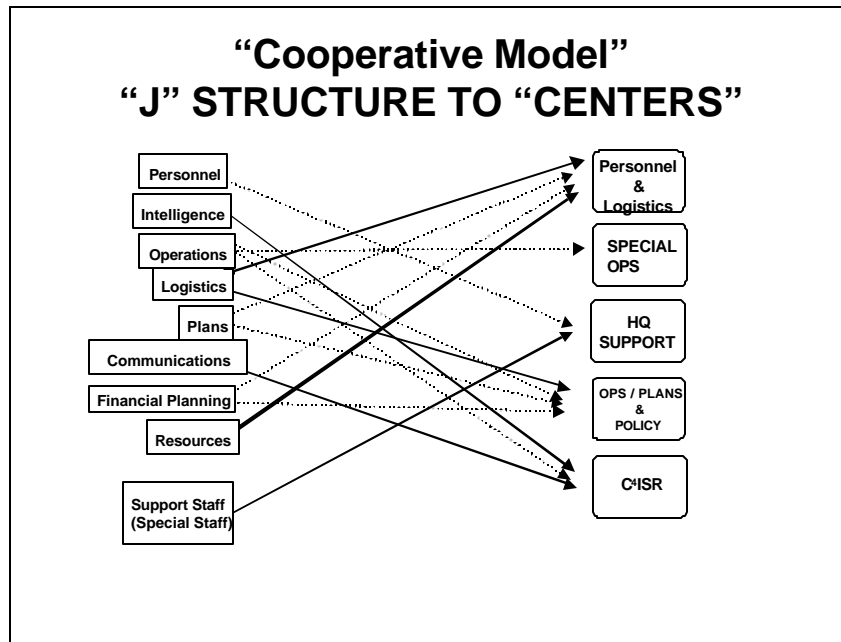 “Cooperative Model”
“J” STRUCTURE TO “CENTERS”
Personnel
Intelligence
Operations
Logistics
Plans
Communications
Financial Planning
Resources
Support Staff
(Special Staff)
Personnel
&
Logistics
SPECIAL
OPS
HQ
SUPPORT
OPS / PLANS
&
POLICY
C⁴ISR